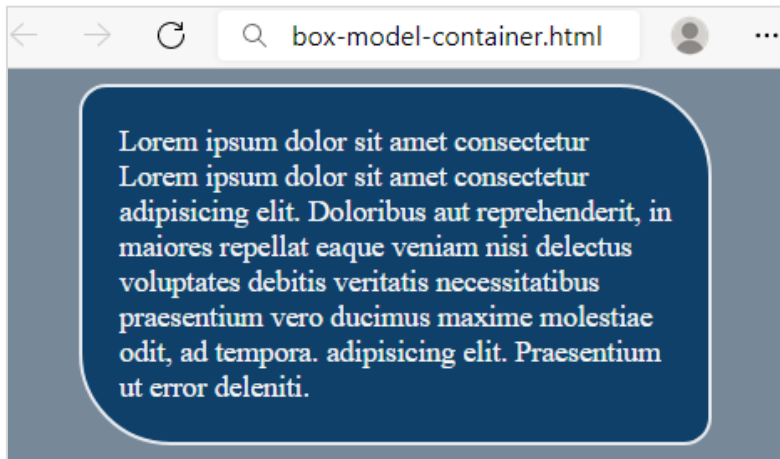 box-model-container.html
Lorem ipsum dolor sit amet consectetur
Lorem ipsum dolor sit amet consectetur
adipisicing elit. Doloribus aut reprehenderit, in
maiores repellat eaque veniam nisi delectus
voluptates debitis veritatis necessitatibus
praesentium vero ducimus maxime molestiae
odit, ad tempora. adipisicing elit. Praesentium
ut error deleniti.